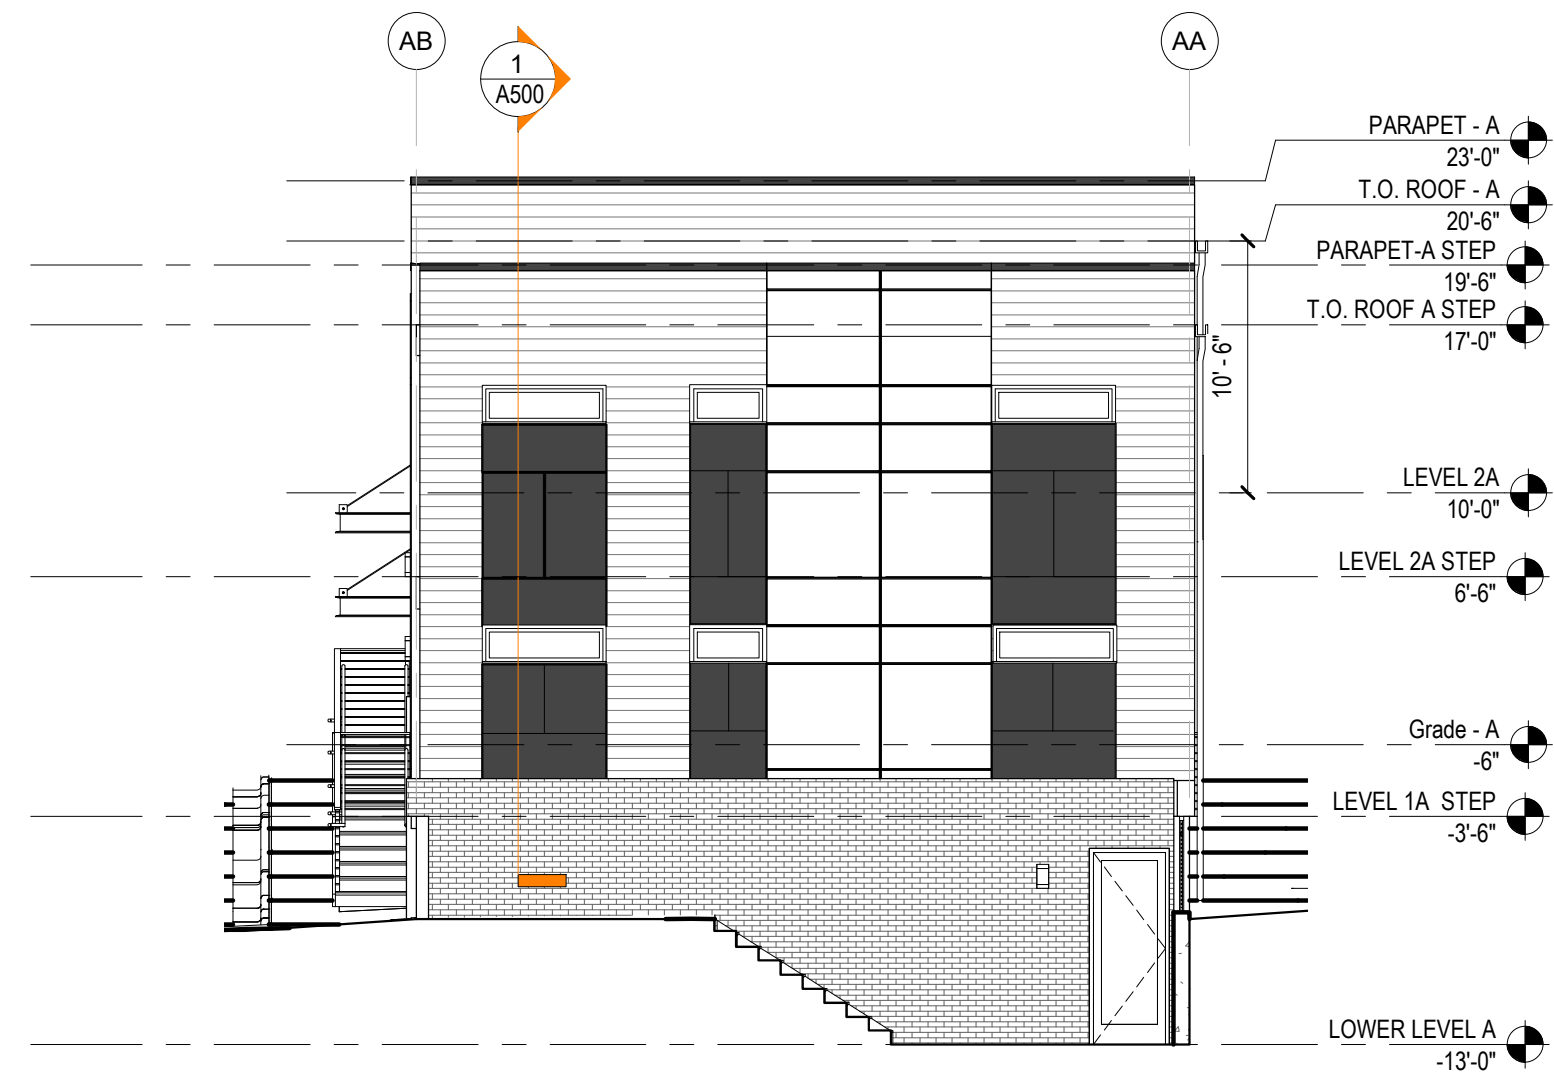 AB
AA
1
A500
PARAPET - A
23'-0"
T.O. ROOF - A
20'-6"
PARAPET-A STEP
19'-6"
T.O. ROOF A STEP
17'-0"
10' - 6"
LEVEL 2A
10'-0"
LEVEL 2A STEP
6'-6"
Grade - A
-6"
LEVEL 1A STEP
-3'-6"
LOWER LEVEL A
-13'-0"